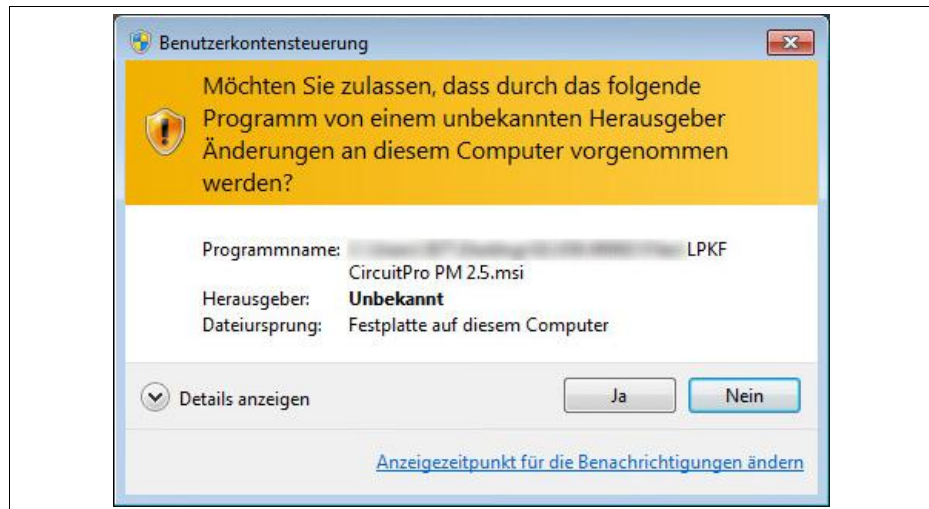 Benutzerkontensteuerung
Möchten Sie zulassen, dass durch das folgende
Programm von einem unbekannten Herausgeber
Änderungen an diesem Computer vorgenommen
werden?
Programmname: LPKF
CircuitPro PM 2.5.msi
Herausgeber: Unbekannt
Dateiursprung: Festplatte auf diesem Computer
Details anzeigen
Ja Nein
Anzeigezeitpunkt für die Benachrichtigungen ändern